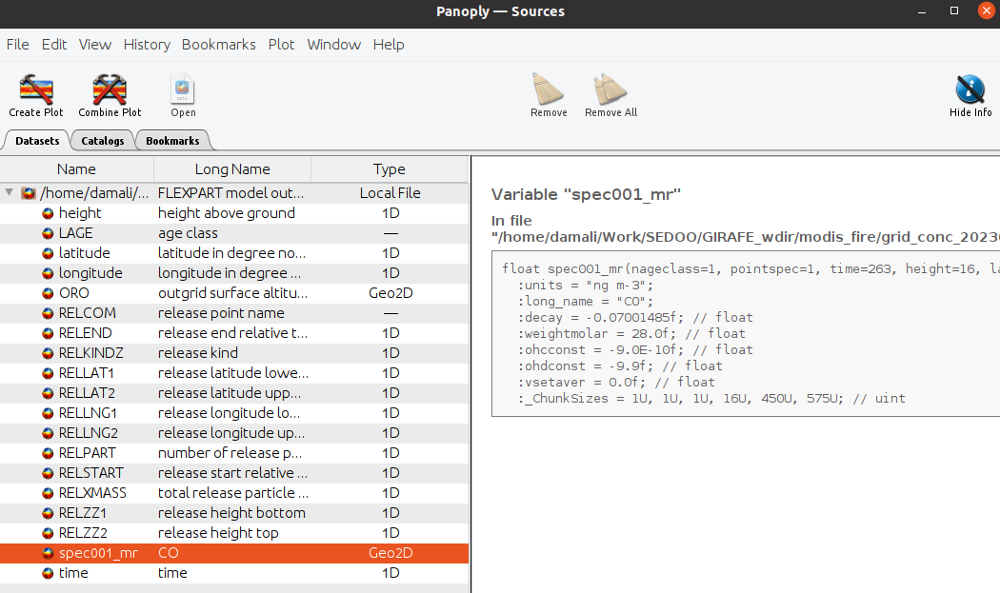 Panoply — Sources
File Edit View History Bookmarks Plot Window Help
Create Plot Combine Plot Open Remove Remove All Hide Info
Datasets Catalogs Bookmarks
Name Long Name Type
/home/damali/... FLEXPART model out... Local File
height height above ground 1D
LAGE age class —
latitude latitude in degree no... 1D
longitude longitude in degree ... 1D
ORO outgrid surface altitu... Geo2D
RELCOM release point name —
RELEND release end relative t... 1D
RELKINDZ release kind 1D
RELLAT1 release latitude lowe... 1D
RELLAT2 release latitude upp... 1D
RELLNG1 release longitude lo... 1D
RELLNG2 release longitude up... 1D
RELPART number of release p... 1D
RELSTART release start relative ... 1D
RELXMASS total release particle ... 1D
RELZZ1 release height bottom 1D
RELZZ2 release height top 1D
spec001_mr CO Geo2D
time time 1D
Variable "spec001_mr"
In file
"/home/damali/Work/SEDOO/GIRAFE_wdir/modis_fire/grid_conc_2023
float spec001_mr(nageclass=1, pointspec=1, time=263, height=16, la
:units = "ng m-3";
:long_name = "CO";
:decay = -0.07001485f; // float
:weightmolar = 28.0f; // float
:ohcconst = -9.0E-10f; // float
:ohdconst = -9.9f; // float
:vsetaver = 0.0f; // float
:_ChunkSizes = 1U, 1U, 1U, 16U, 450U, 575U; // uint